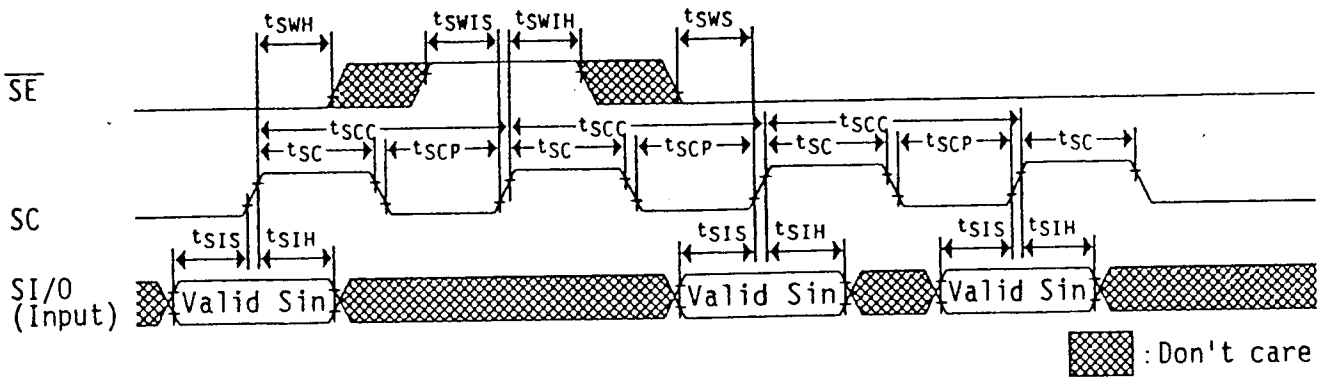 tSWH tSWIS tSWIH tSWS
SE
tSCC tSCC tSCC
tSC tSCP tSC tSCP tSC tSCP tSC
SC
tSIS tSIH tSIS tSIH tSIS tSIH
SI/O
(Input)
Valid Sin Valid Sin Valid Sin
:Don't care